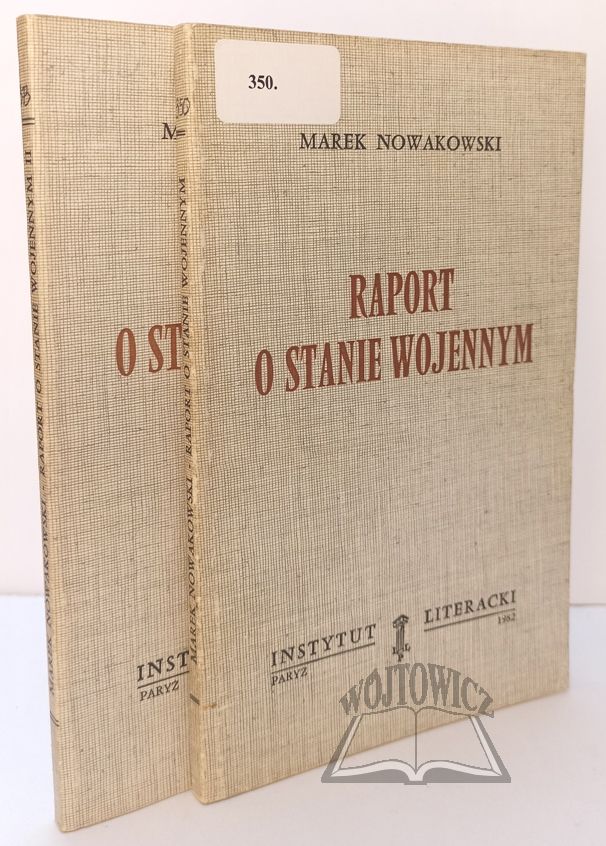 350.
MAREK NOWAKOWSKI
RAPORT
O STANIE WOJENNYM
INSTYTUT LITERACKI
PARYŻ 1982
MAREK NOWAKOWSKI - RAPORT O STANIE WOJENNYM
MAREK NOWAKOWSKI - RAPORT O STANIE WOJENNYM II
M
O ST
INST
PARYŻ
WÓJTOWICZ